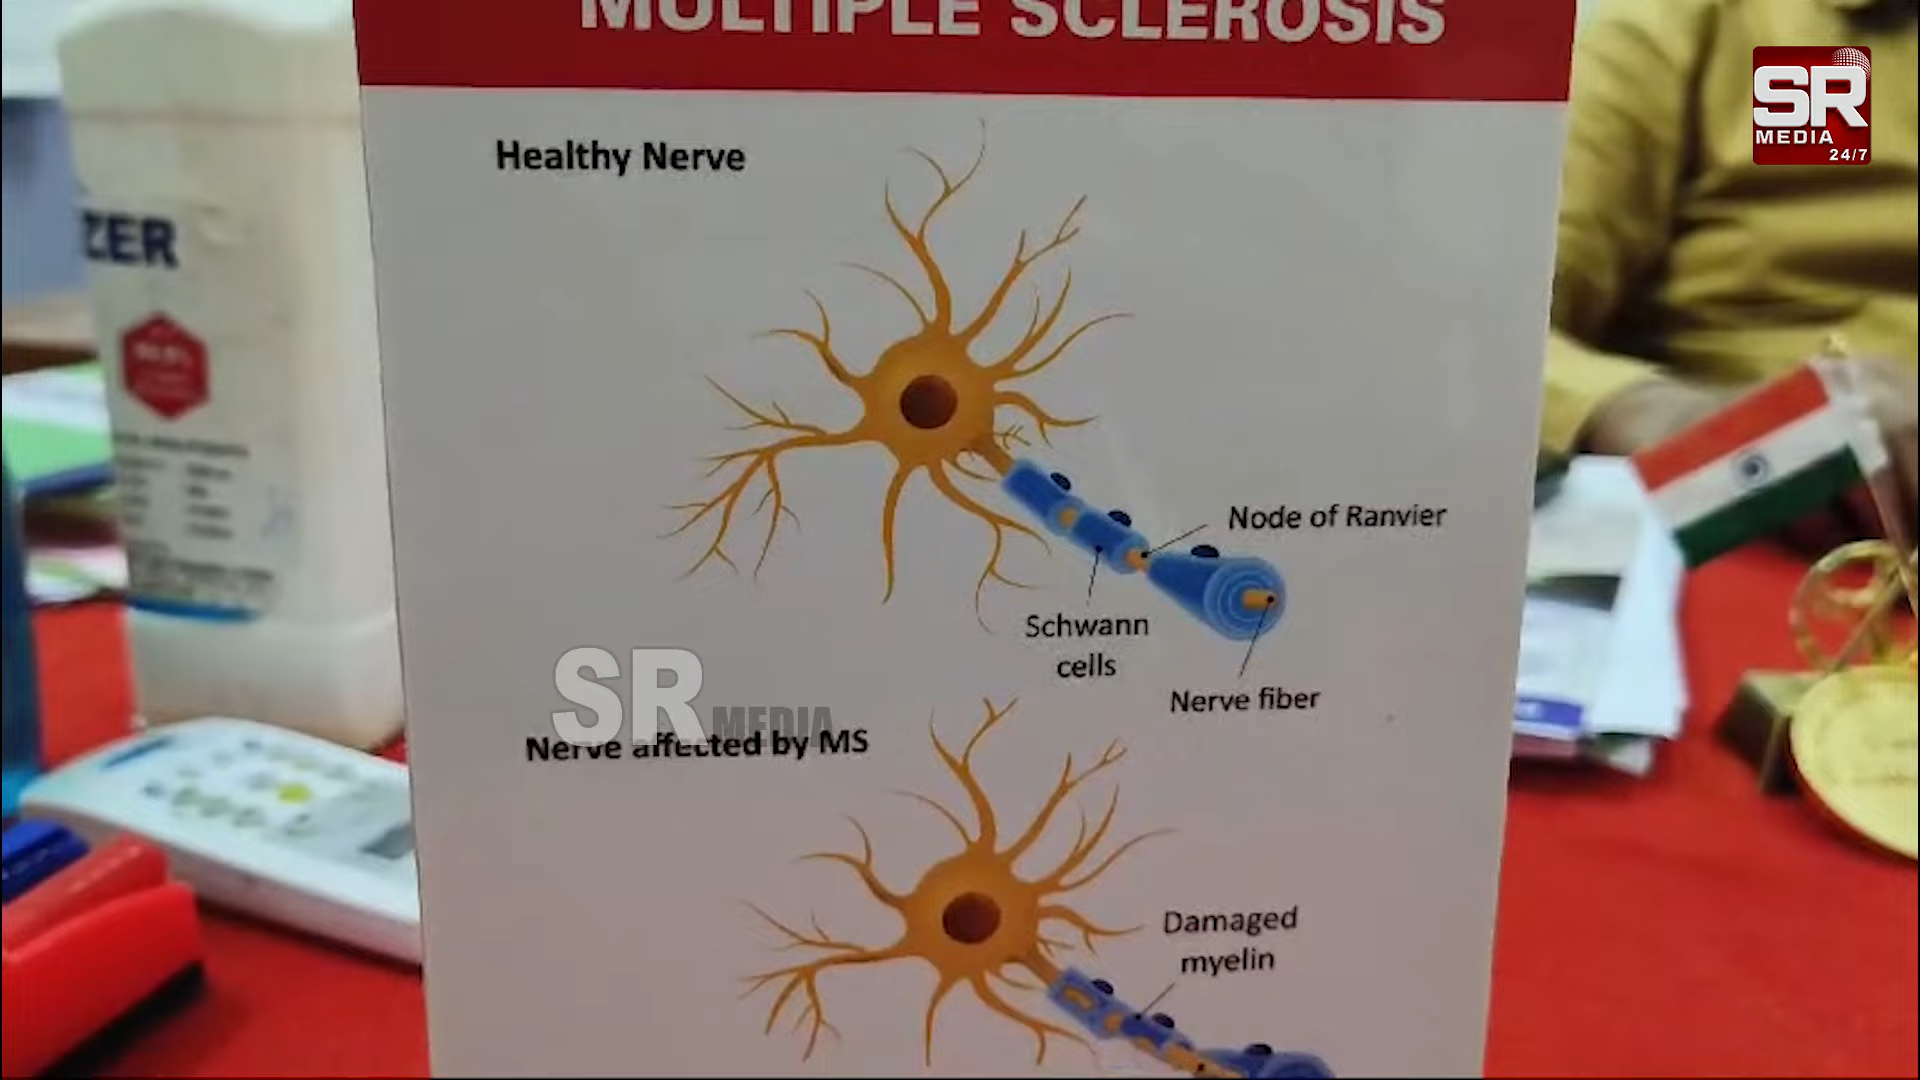 MULTIPLE SCLEROSIS
SR
MEDIA
24/7
Healthy Nerve
ZER
Node of Ranvier
Schwann
cells
Nerve fiber
SR MEDIA
Nerve affected by MS
Damaged
myelin